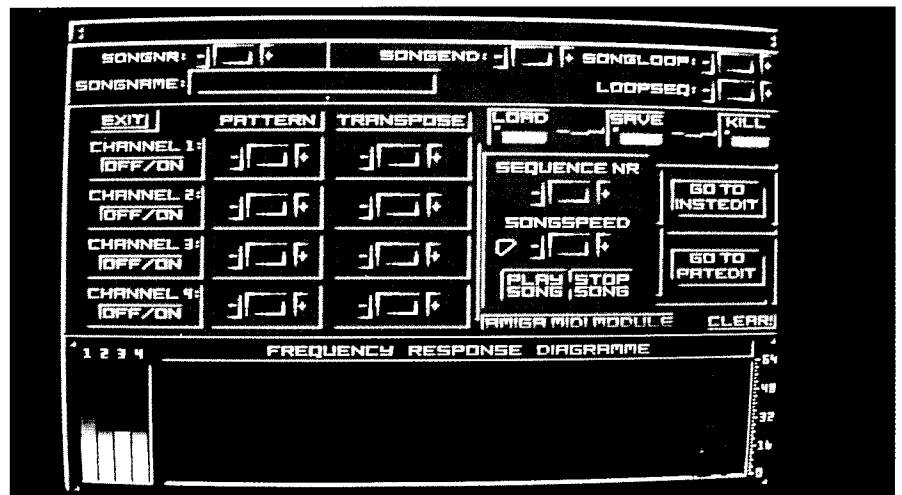 SONGNR: - + SONGEND: - + SONGLOOP: - +
SONGNAME: LOOPSEQ: - +
EXIT PATTERN TRANSPOSE LOAD SAVE KILL
CHANNEL 1:
OFF/ON - + - +
SEQUENCE NR
- +
CHANNEL 2:
OFF/ON - + - +
GO TO
INSTEDIT
SONGSPEED
- +
CHANNEL 3:
OFF/ON - + - +
GO TO
PATEDIT
PLAY SONG
STOP SONG
CHANNEL 4:
OFF/ON - + - +
AMIGA MIDI MODULE CLEAR!
1 2 3 4 FREQUENCY RESPONSE DIAGRAMME
64
48
32
16
0